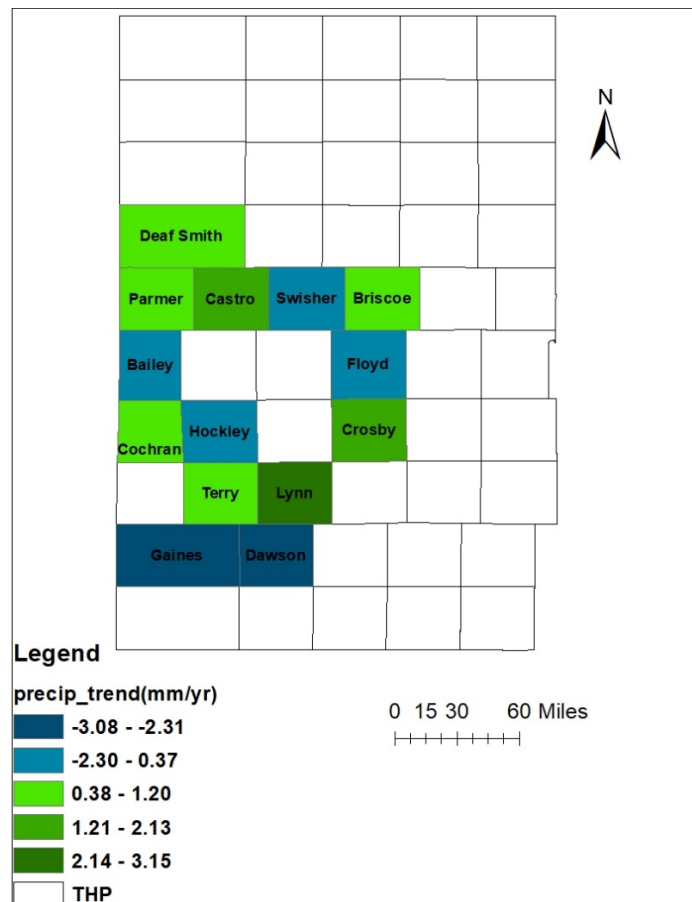 N
Deaf Smith
Parmer Castro Swisher Briscoe
Bailey Floyd
Cochran Hockley Crosby
Terry Lynn
Gaines Dawson
Legend
precip_trend(mm/yr)
-3.08 - -2.31
-2.30 - 0.37
0.38 - 1.20
1.21 - 2.13
2.14 - 3.15
THP
0 15 30 60 Miles